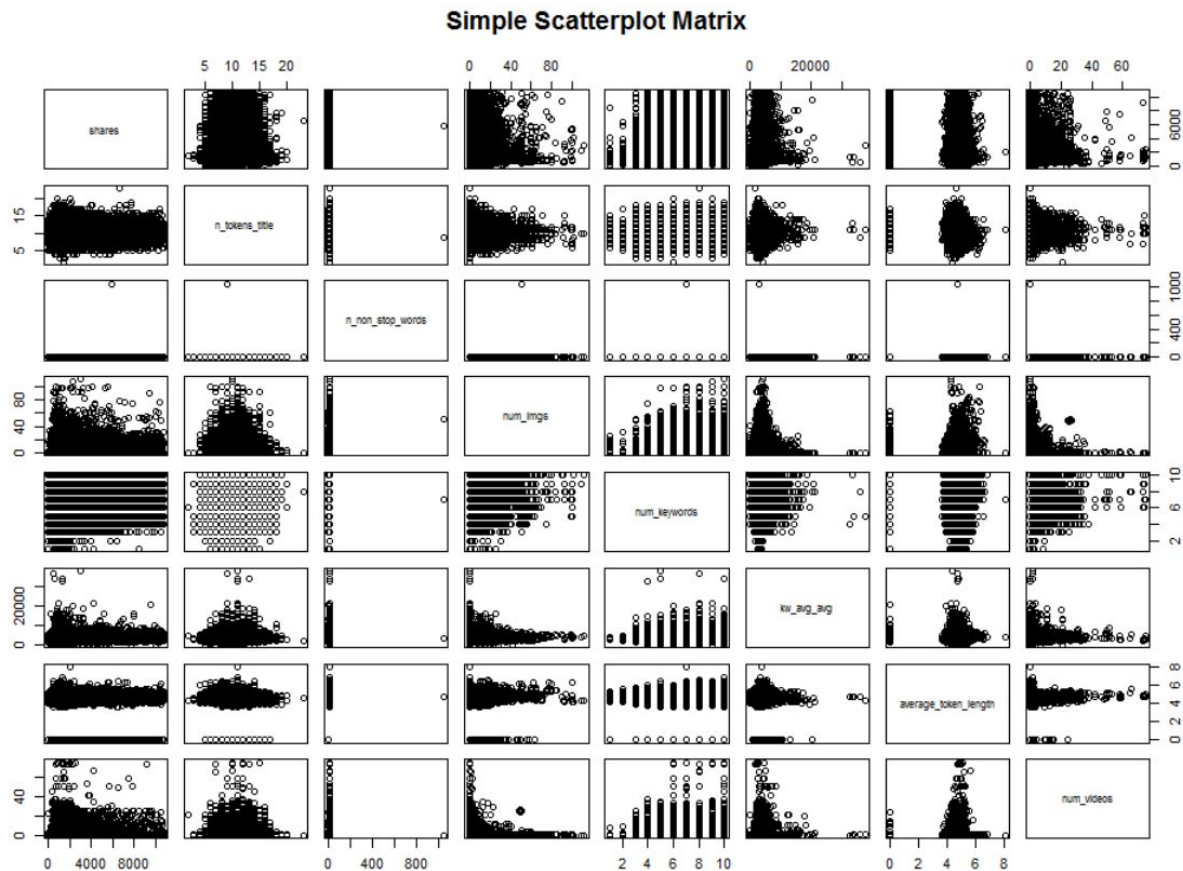 Simple Scatterplot Matrix
5 10 15 20
0 40 80
0 20000
0 20 40 60
shares
0 6000
5 15
n_tokens_title
n_non_stop_words
0 400 1000
0 40 80
num_imgs
num_keywords
2 6 10
0 20000
kw_avg_avg
average_token_length
0 2 4 6 8
0 40
num_videos
0 4000 8000
0 400 800
2 4 6 8 10
0 2 4 6 8